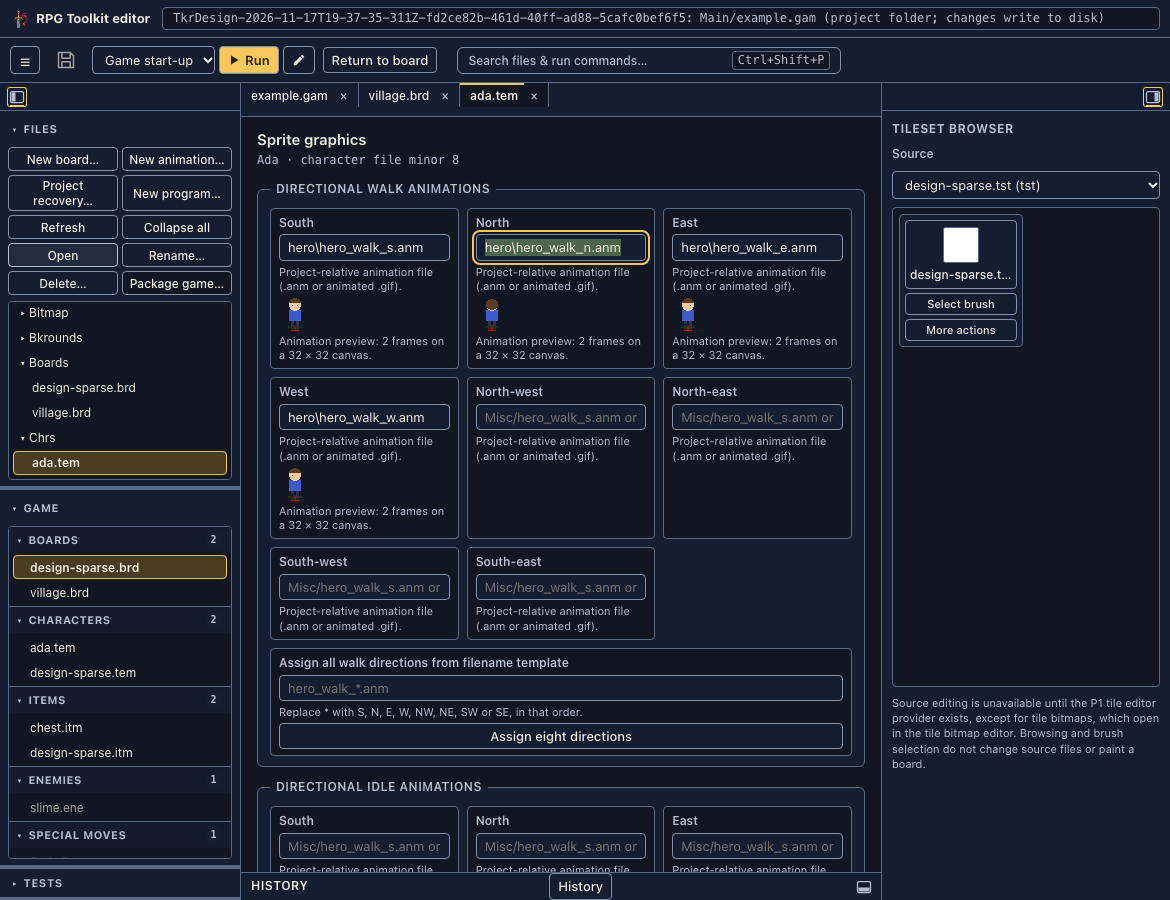 RPG Toolkit editor
TkrDesign-2026-11-17T19-37-35-311Z-fd2ce82b-461d-40ff-ad88-5cafc0bef6f5: Main/example.gam (project folder; changes write to disk)
Game start-up
Run
Return to board
Search files & run commands...
Ctrl+Shift+P
FILES
New board...
New animation...
Project recovery...
New program...
Refresh
Collapse all
Open
Rename...
Delete...
Package game...
Bitmap
Bkrounds
Boards
design-sparse.brd
village.brd
Chrs
ada.tem
GAME
BOARDS 2
design-sparse.brd
village.brd
CHARACTERS 2
ada.tem
design-sparse.tem
ITEMS 2
chest.itm
design-sparse.itm
ENEMIES 1
slime.ene
SPECIAL MOVES 1
TESTS
example.gam ×
village.brd ×
ada.tem ×
Sprite graphics
Ada · character file minor 8
DIRECTIONAL WALK ANIMATIONS
South
hero\hero_walk_s.anm
Project-relative animation file
(.anm or animated .gif).
Animation preview: 2 frames on
a 32 × 32 canvas.
North
hero\hero_walk_n.anm
Project-relative animation file
(.anm or animated .gif).
Animation preview: 2 frames on
a 32 × 32 canvas.
East
hero\hero_walk_e.anm
Project-relative animation file
(.anm or animated .gif).
Animation preview: 2 frames on
a 32 × 32 canvas.
West
hero\hero_walk_w.anm
Project-relative animation file
(.anm or animated .gif).
Animation preview: 2 frames on
a 32 × 32 canvas.
North-west
Misc/hero_walk_s.anm or
Project-relative animation file
(.anm or animated .gif).
North-east
Misc/hero_walk_s.anm or
Project-relative animation file
(.anm or animated .gif).
South-west
Misc/hero_walk_s.anm or
Project-relative animation file
(.anm or animated .gif).
South-east
Misc/hero_walk_s.anm or
Project-relative animation file
(.anm or animated .gif).
Assign all walk directions from filename template
hero_walk_*.anm
Replace * with S, N, E, W, NW, NE, SW or SE, in that order.
Assign eight directions
DIRECTIONAL IDLE ANIMATIONS
South
Misc/hero_walk_s.anm or
Project-relative animation file
North
Misc/hero_walk_s.anm or
Project-relative animation file
East
Misc/hero_walk_s.anm or
Project-relative animation file
HISTORY
History
TILESET BROWSER
Source
design-sparse.tst (tst)
design-sparse.t...
Select brush
More actions
Source editing is unavailable until the P1 tile editor
provider exists, except for tile bitmaps, which open
in the tile bitmap editor. Browsing and brush
selection do not change source files or paint a
board.